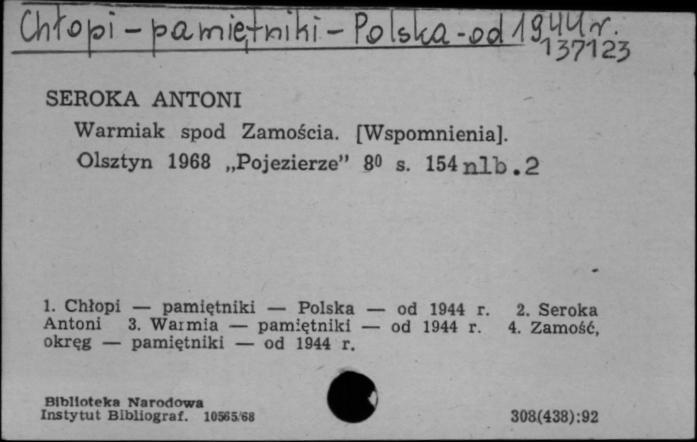 Chłopi - pamiętniki - Polska - od 1944 r.
137123
SEROKA ANTONI
Warmiak spod Zamościa. [Wspomnienia].
Olsztyn 1968 „Pojezierze” 8⁰ s. 154 nlb. 2
1. Chłopi — pamiętniki — Polska — od 1944 r. 2. Seroka
Antoni 3. Warmia — pamiętniki — od 1944 r. 4. Zamość,
okręg — pamiętniki — od 1944 r.
Biblioteka Narodowa
Instytut Bibliograf. 10565/68
308(438):92